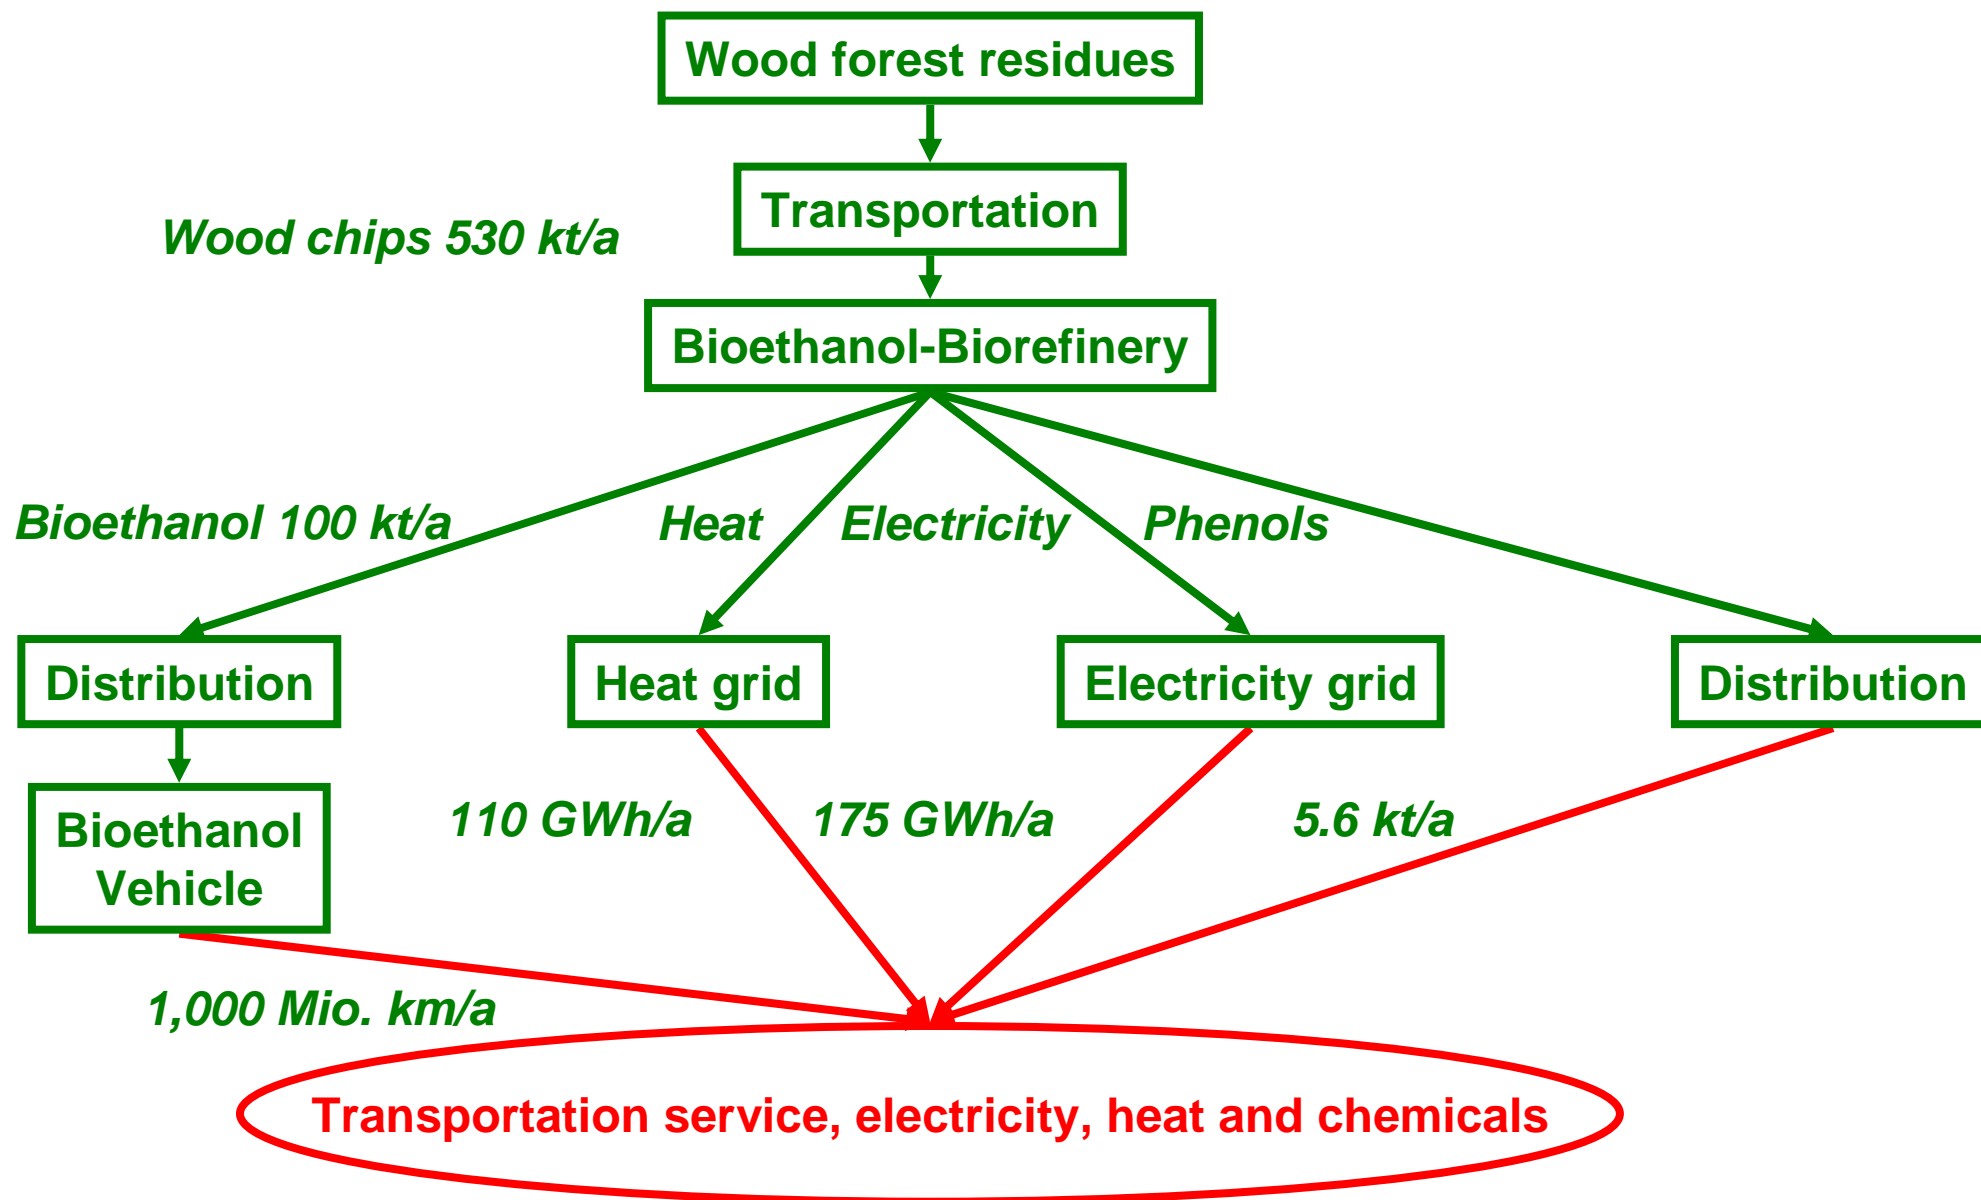 Wood forest residues
Transportation
Wood chips 530 kt/a
Bioethanol-Biorefinery
Bioethanol 100 kt/a
Heat
Electricity
Phenols
Distribution
Heat grid
Electricity grid
Distribution
Bioethanol
Vehicle
110 GWh/a
175 GWh/a
5.6 kt/a
1,000 Mio. km/a
Transportation service, electricity, heat and chemicals